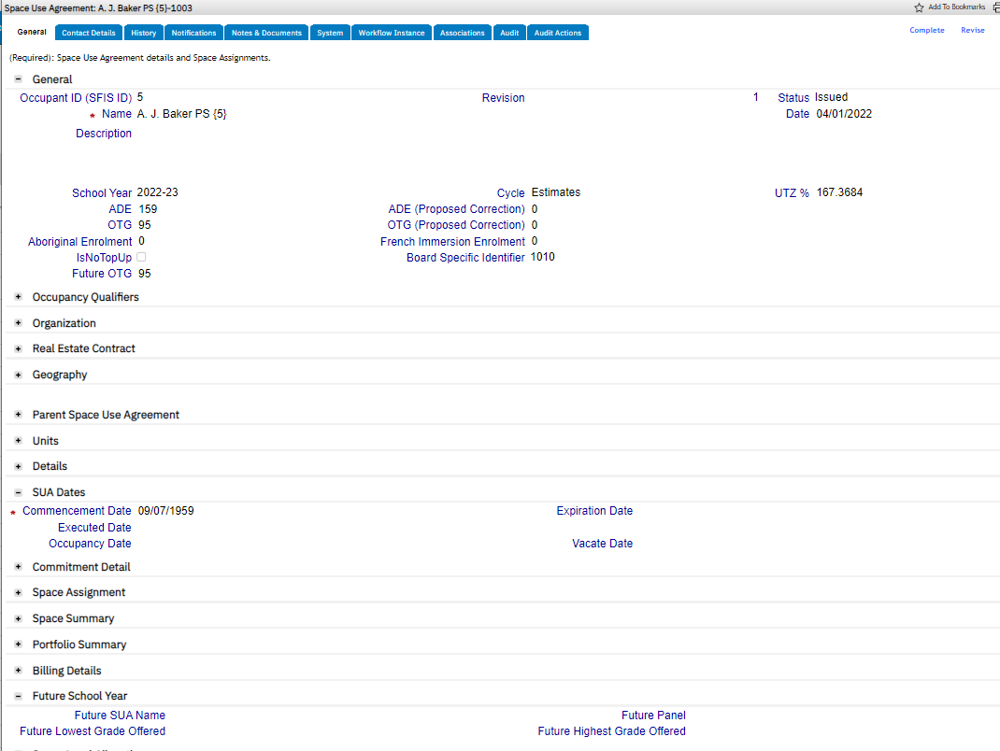 Space Use Agreement: A. J. Baker PS {5}-1003 Add To Bookmarks
General Contact Details History Notifications Notes & Documents System Workflow Instance Associations Audit Audit Actions Complete Revise
(Required): Space Use Agreement details and Space Assignments.
General
Occupant ID (SFIS ID) 5 Revision 1 Status Issued
* Name A. J. Baker PS {5} Date 04/01/2022
Description
School Year 2022-23 Cycle Estimates UTZ % 167.3684
ADE 159 ADE (Proposed Correction) 0
OTG 95 OTG (Proposed Correction) 0
Aboriginal Enrolment 0 French Immersion Enrolment 0
IsNoTopUp Board Specific Identifier 1010
Future OTG 95
Occupancy Qualifiers
Organization
Real Estate Contract
Geography
Parent Space Use Agreement
Units
Details
SUA Dates
* Commencement Date 09/07/1959 Expiration Date
Executed Date
Occupancy Date Vacate Date
Commitment Detail
Space Assignment
Space Summary
Portfolio Summary
Billing Details
Future School Year
Future SUA Name Future Panel
Future Lowest Grade Offered Future Highest Grade Offered